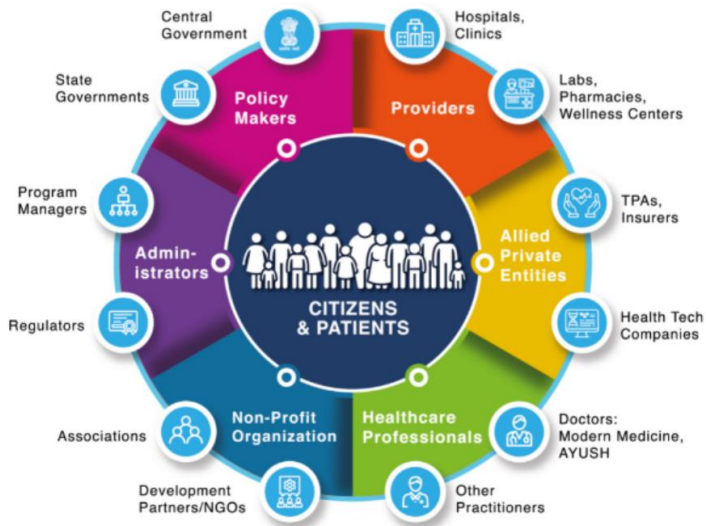 Central
Government
Hospitals,
Clinics
State
Governments
Policy
Makers
Providers
Labs,
Pharmacies,
Wellness Centers
Program
Managers
Admin-
istrators
Allied
Private
Entities
TPAs,
Insurers
CITIZENS
& PATIENTS
Regulators
Health Tech
Companies
Associations
Non-Profit
Organization
Healthcare
Professionals
Doctors:
Modern Medicine,
AYUSH
Development
Partners/NGOs
Other
Practitioners